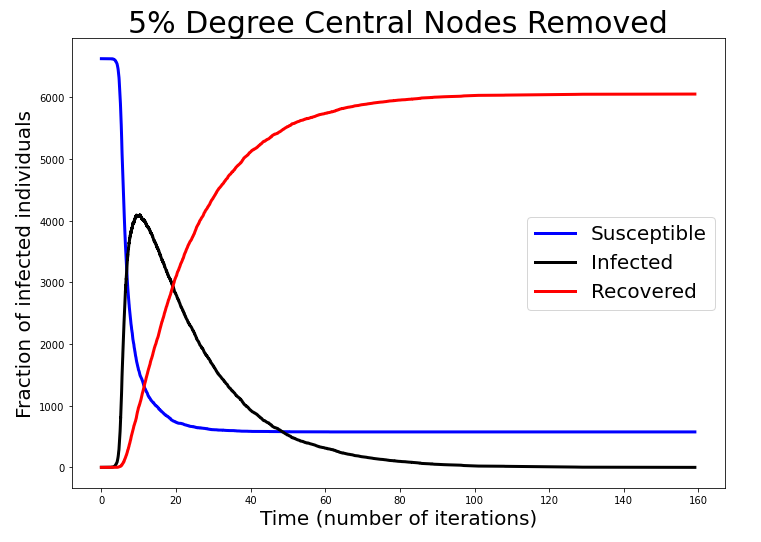 5% Degree Central Nodes Removed
Fraction of infected individuals
6000
5000
4000
3000
2000
1000
0
Susceptible
Infected
Recovered
0 20 40 60 80 100 120 140 160
Time (number of iterations)